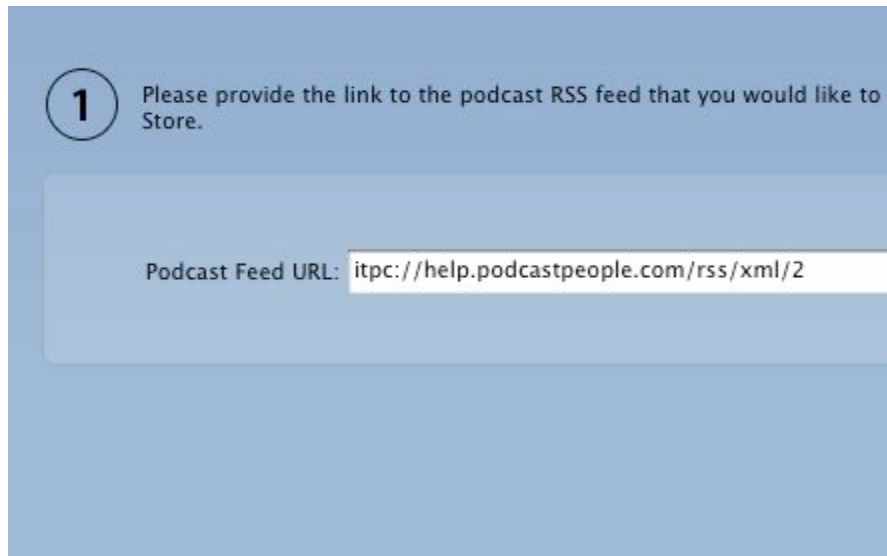 1
Please provide the link to the podcast RSS feed that you would like to
Store.
Podcast Feed URL: itpc://help.podcastpeople.com/rss/xml/2